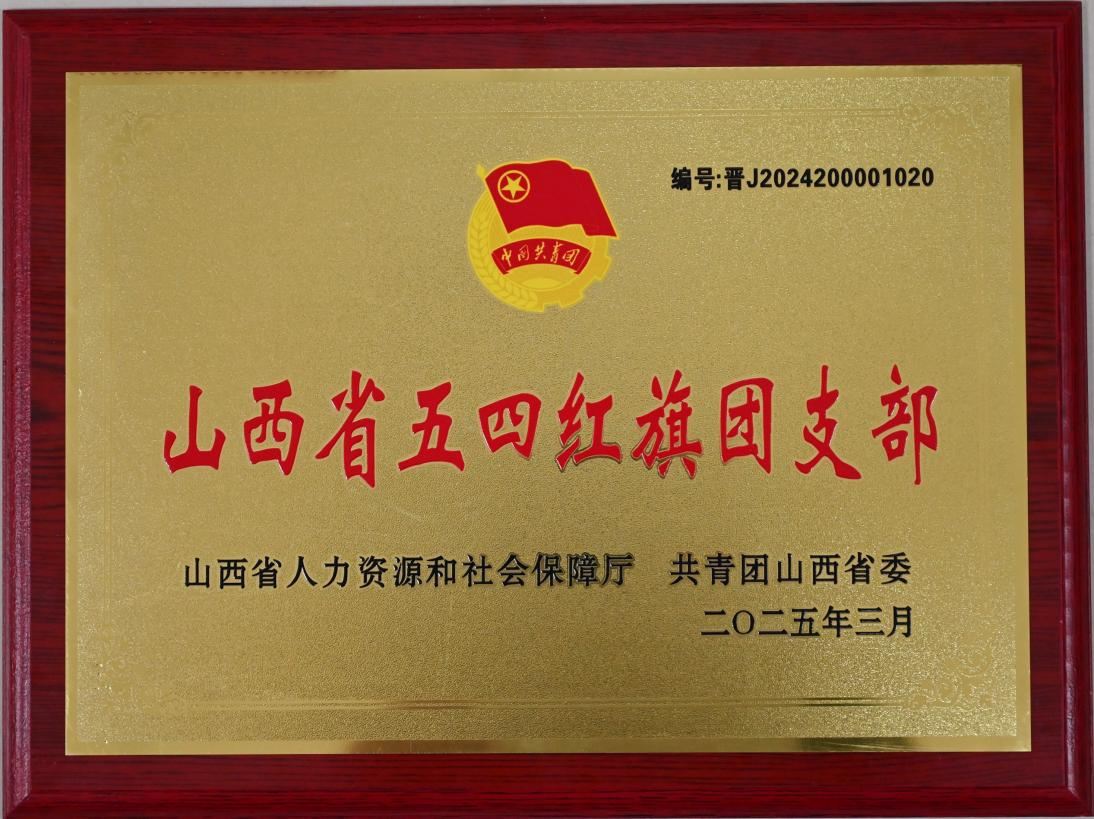 编号:晋J2024200001020
中国共青团
山西省五四红旗团支部
山西省人力资源和社会保障厅 共青团山西省委
二〇二五年三月